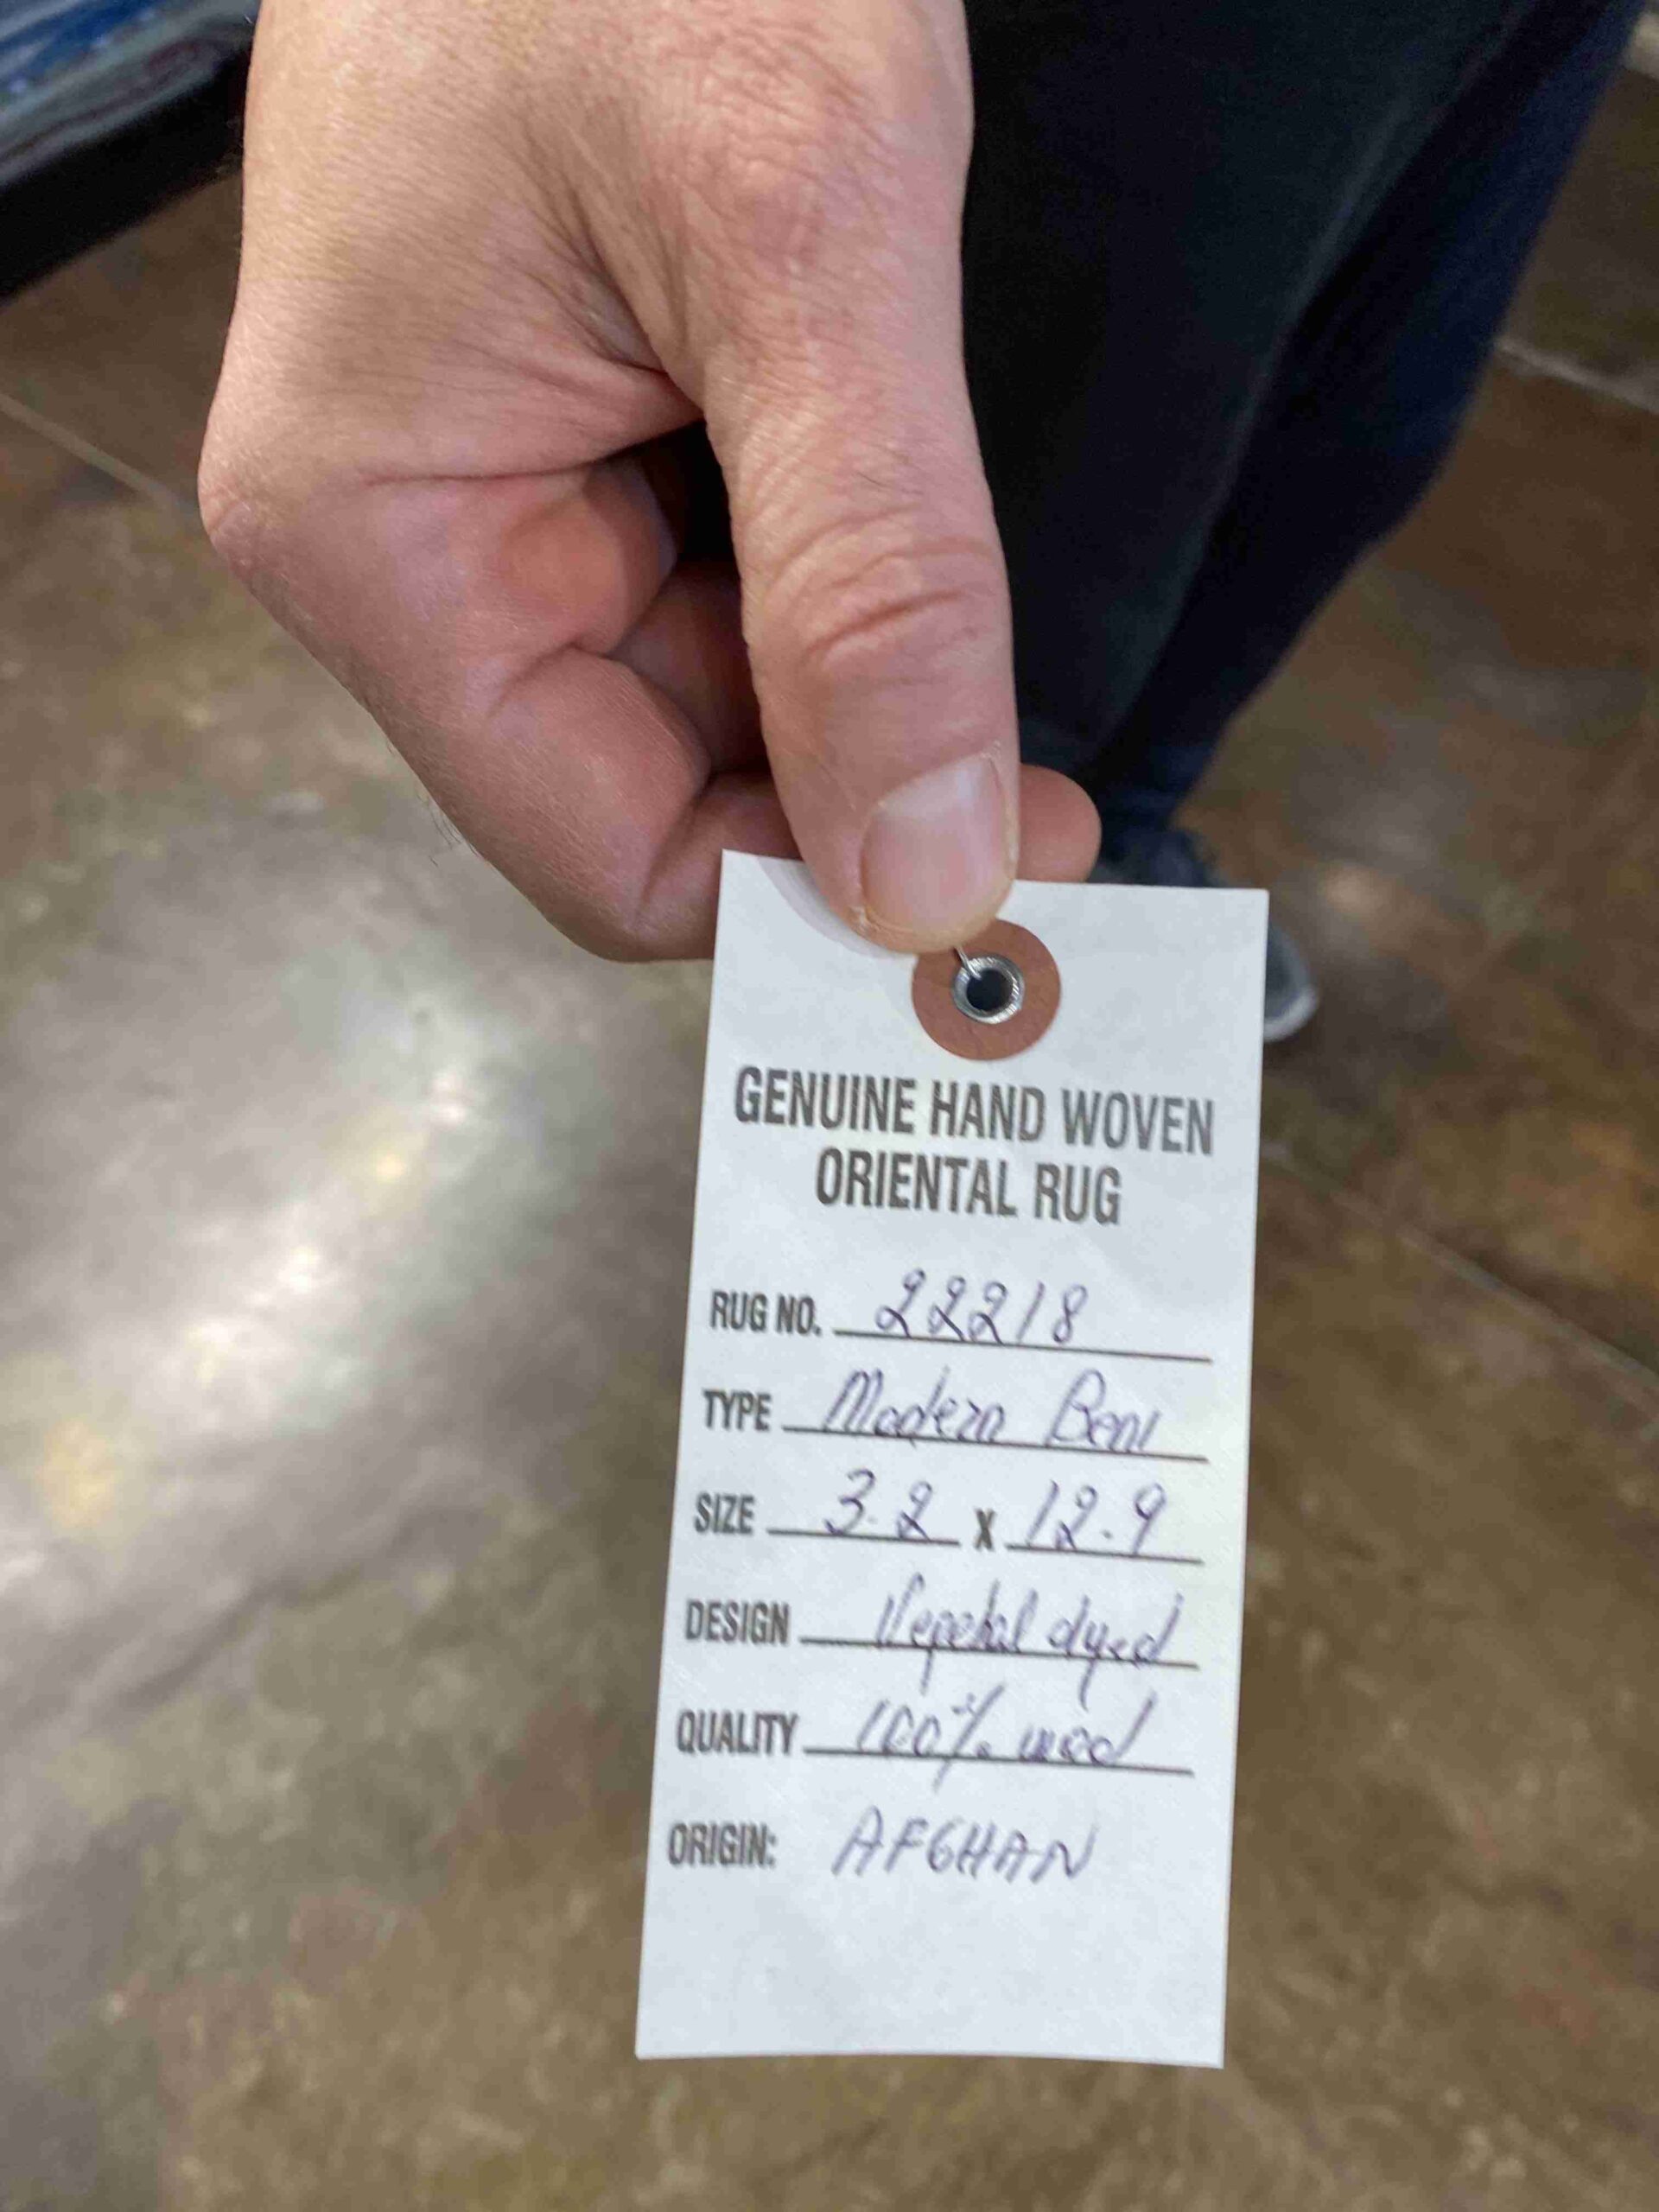 GENUINE HAND WOVEN
ORIENTAL RUG
RUG NO. 22218
TYPE Modern Beni
SIZE 3.2 X 12.9
DESIGN Vegetal dyed
QUALITY 100% wool
ORIGIN: AFGHAN